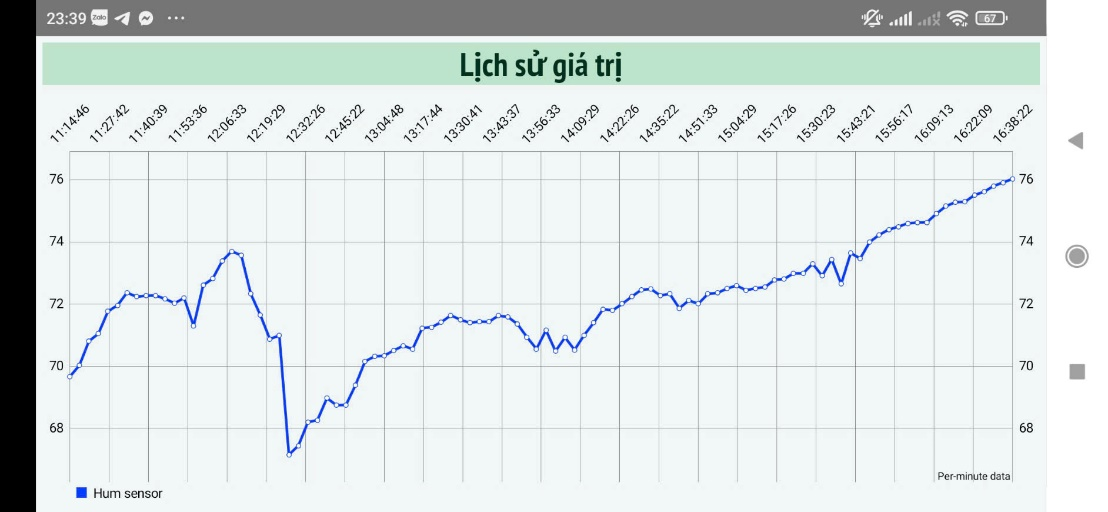 23:39 Zalo 67
Lịch sử giá trị
11:14:46 11:27:42 11:40:39 11:53:36 12:06:33 12:19:29 12:32:26 12:45:22 13:04:48 13:17:44 13:30:41 13:43:37 13:56:33 14:09:29 14:22:26 14:35:22 14:51:33 15:04:29 15:17:26 15:30:23 15:43:21 15:56:17 16:09:13 16:22:09 16:38:22
76 76
74 74
72 72
70 70
68 68
Per-minute data
Hum sensor